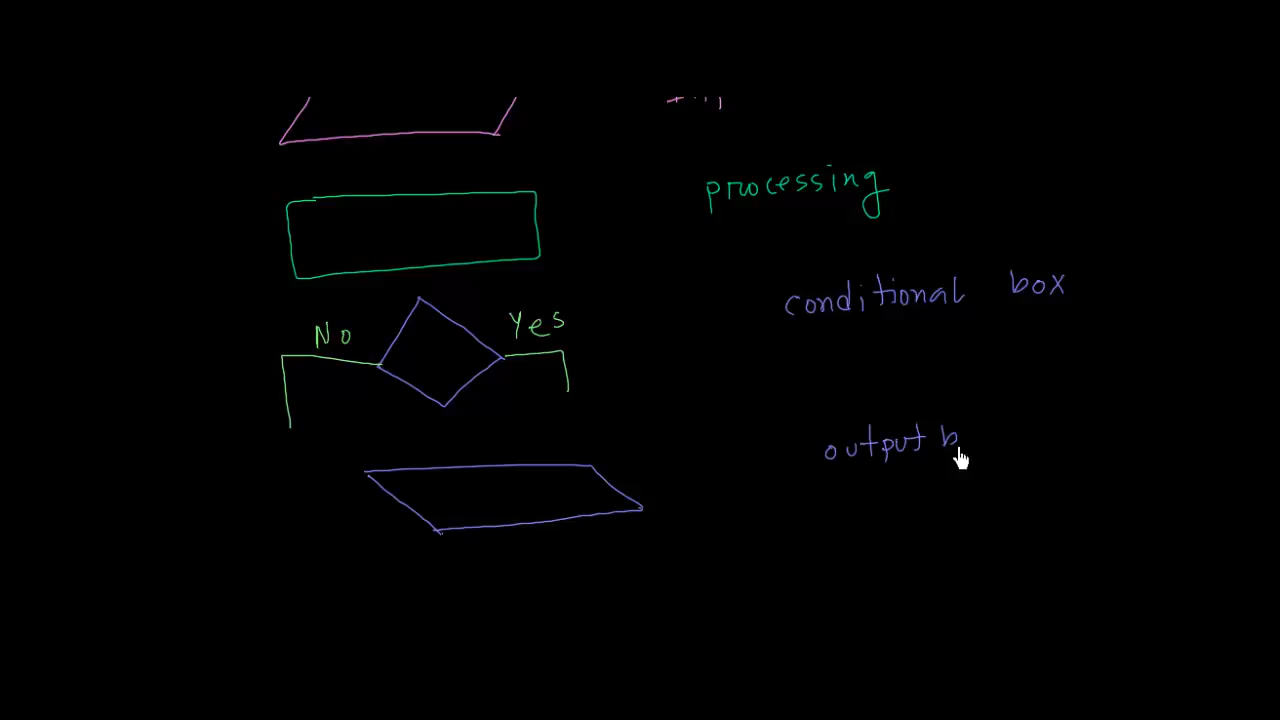 processing
conditional box
No
Yes
output b